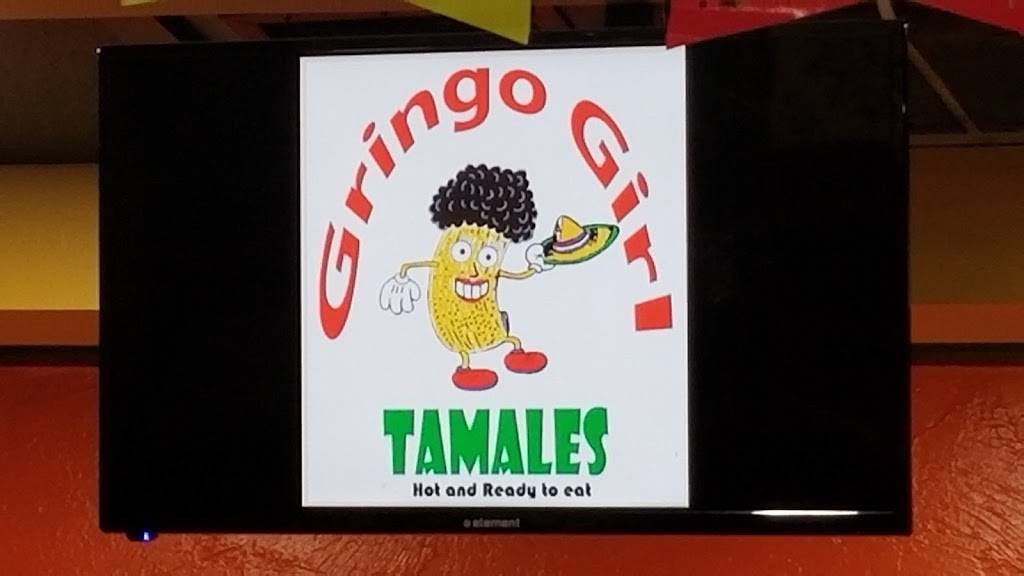 Gringo Girl
TAMALES
Hot and Ready to eat
element